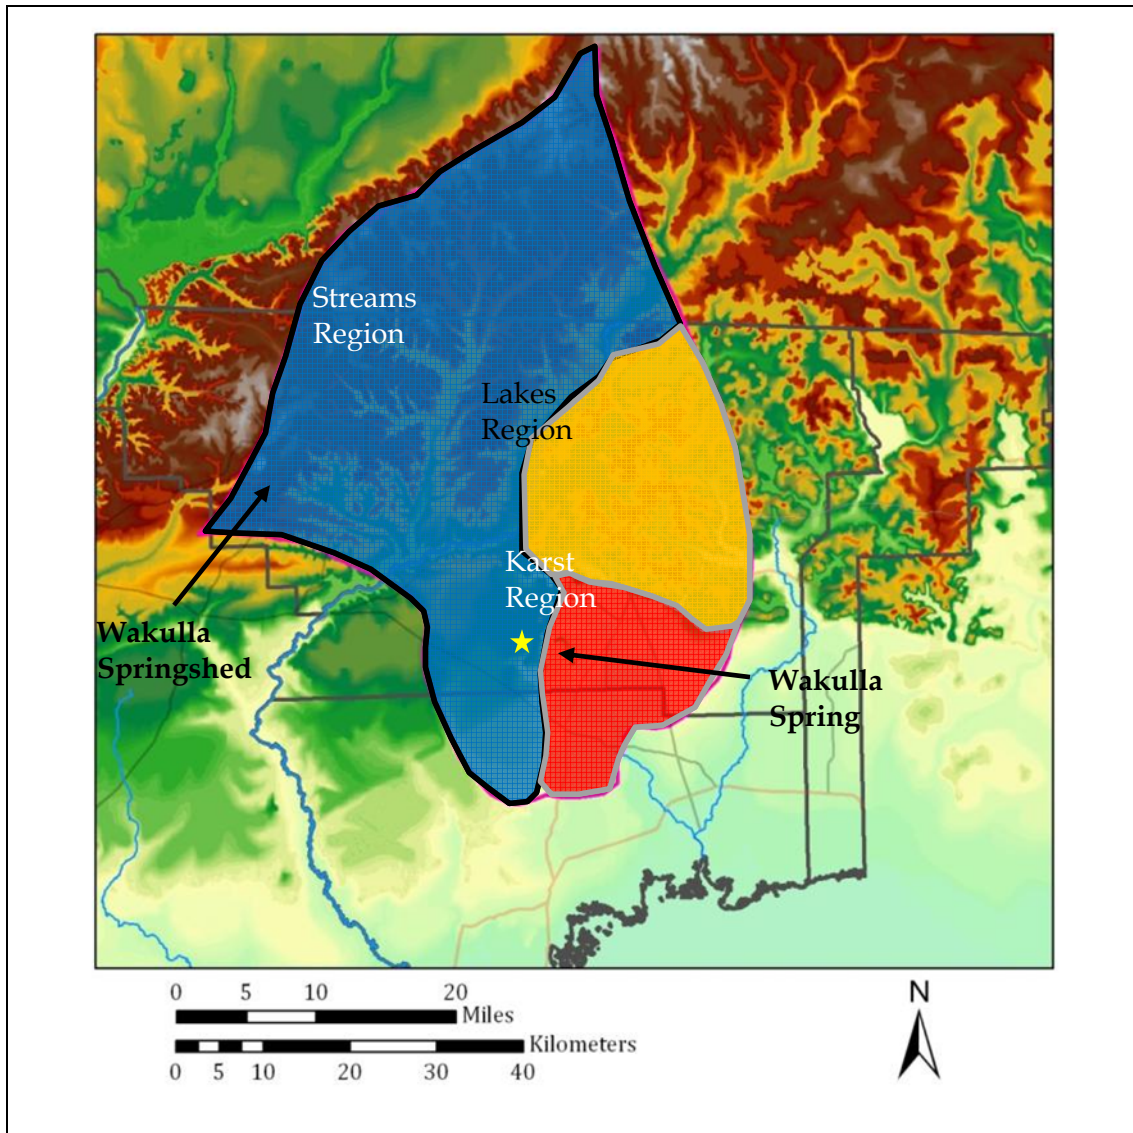 Streams
Region
Lakes
Region
Karst
Region
Wakulla
Springshed
Wakulla
Spring
0 5 10 20
Miles
Kilometers
0 5 10 20 30 40
N